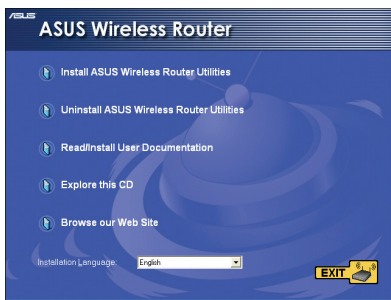 ASUS
ASUS Wireless Router
Install ASUS Wireless Router Utilities
Uninstall ASUS Wireless Router Utilities
Read/Install User Documentation
Explore this CD
Browse our Web Site
Installation Language: English
EXIT